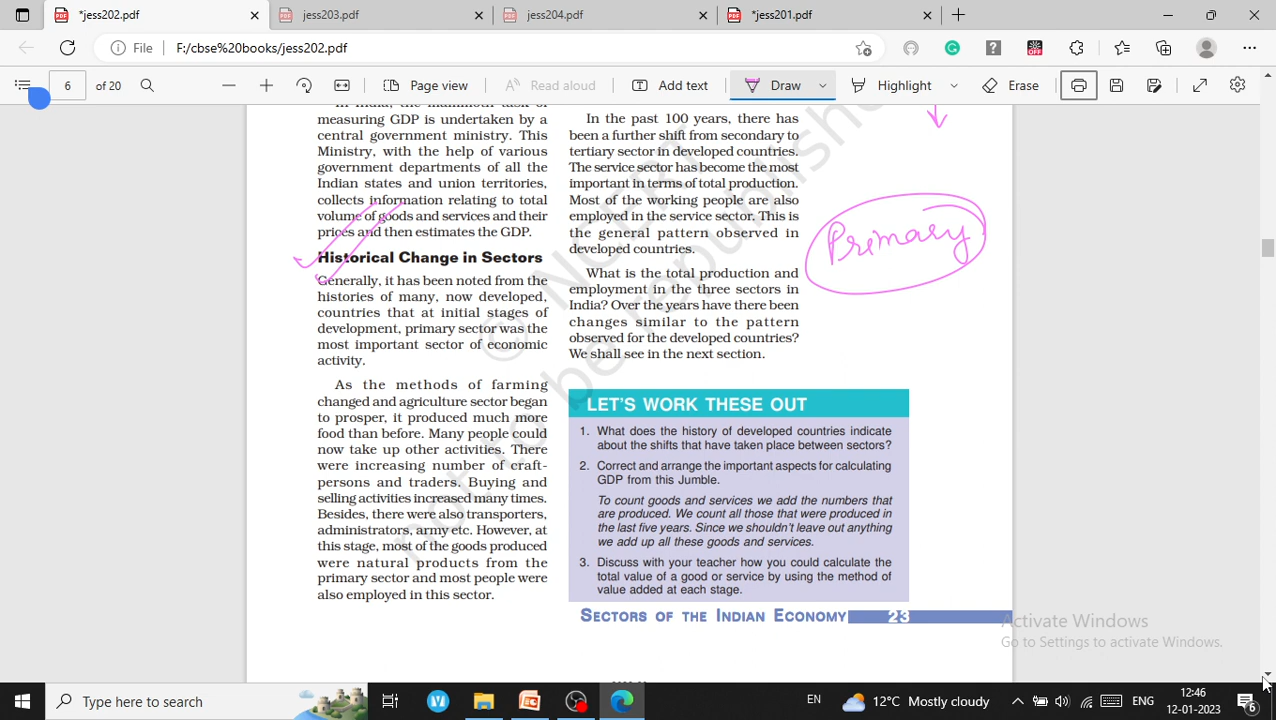 *jess202.PDF
jess203.pdf
jess204.pdf
*jess201.PDF
File F:/cbse%20books/jess202.pdf
6 of 20
Page view
Read aloud
Add text
Draw
Highlight
Erase
In India, the mammoth task of
measuring GDP is undertaken by a
central government ministry. This
Ministry, with the help of various
government departments of all the
Indian states and union territories,
collects information relating to total
volume of goods and services and their
prices and then estimates the GDP.
Historical Change in Sectors
Generally, it has been noted from the
histories of many, now developed,
countries that at initial stages of
development, primary sector was the
most important sector of economic
activity.
As the methods of farming
changed and agriculture sector began
to prosper, it produced much more
food than before. Many people could
now take up other activities. There
were increasing number of craft-
persons and traders. Buying and
selling activities increased many times.
Besides, there were also transporters,
administrators, army etc. However, at
this stage, most of the goods produced
were natural products from the
primary sector and most people were
also employed in this sector.
In the past 100 years, there has
been a further shift from secondary to
tertiary sector in developed countries.
The service sector has become the most
important in terms of total production.
Most of the working people are also
employed in the service sector. This is
the general pattern observed in
developed countries.
What is the total production and
employment in the three sectors in
India? Over the years have there been
changes similar to the pattern
observed for the developed countries?
We shall see in the next section.
Primary
LET'S WORK THESE OUT
1. What does the history of developed countries indicate
about the shifts that have taken place between sectors?
2. Correct and arrange the important aspects for calculating
GDP from this Jumble.
To count goods and services we add the numbers that
are produced. We count all those that were produced in
the last five years. Since we shouldn't leave out anything
we add up all these goods and services.
3. Discuss with your teacher how you could calculate the
total value of a good or service by using the method of
value added at each stage.
SECTORS OF THE INDIAN ECONOMY 23
© NCERT
not to be republished
Activate Windows
Go to Settings to activate Windows.
Type here to search
EN
12°C Mostly cloudy
ENG
12:46
12-01-2023
6